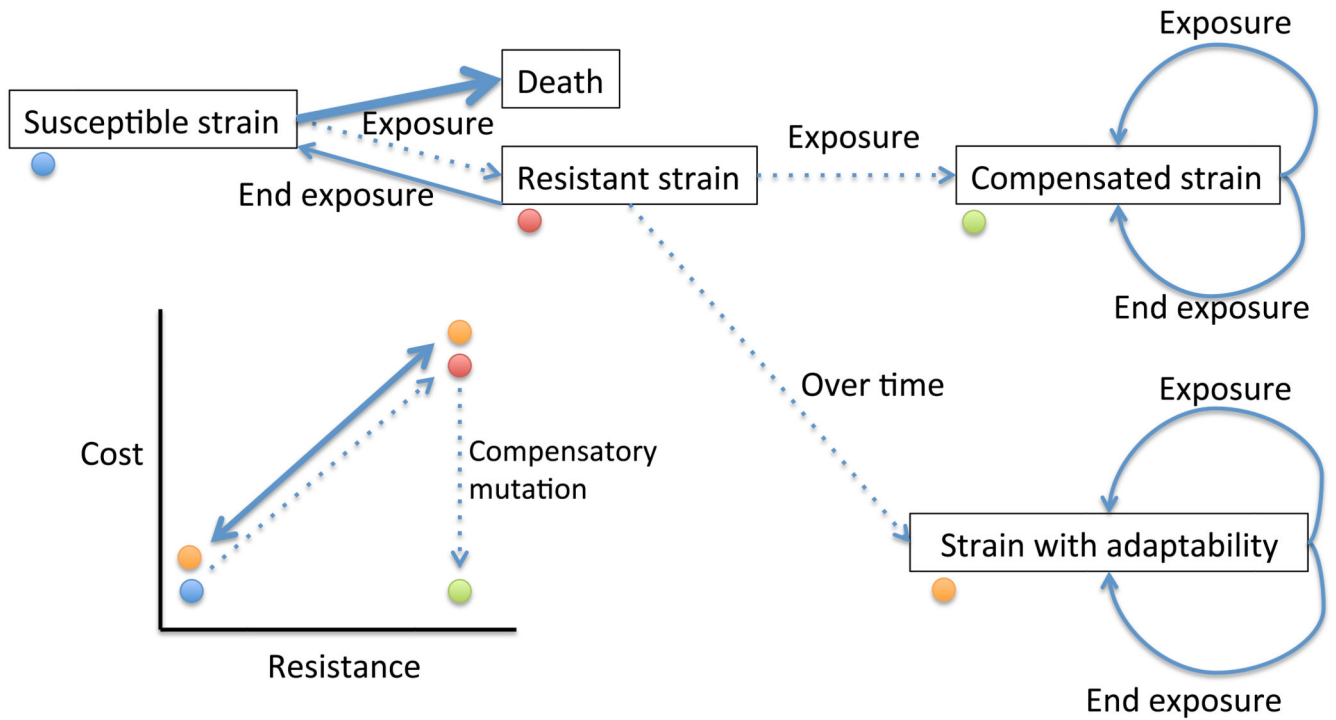 Exposure
Death
Susceptible strain
Exposure
Exposure
Resistant strain
Compensated strain
End exposure
End exposure
Over time
Exposure
Cost
Compensatory
mutation
Strain with adaptability
Resistance
End exposure